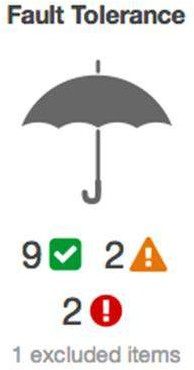 Fault Tolerance
9 2
2
1 excluded items